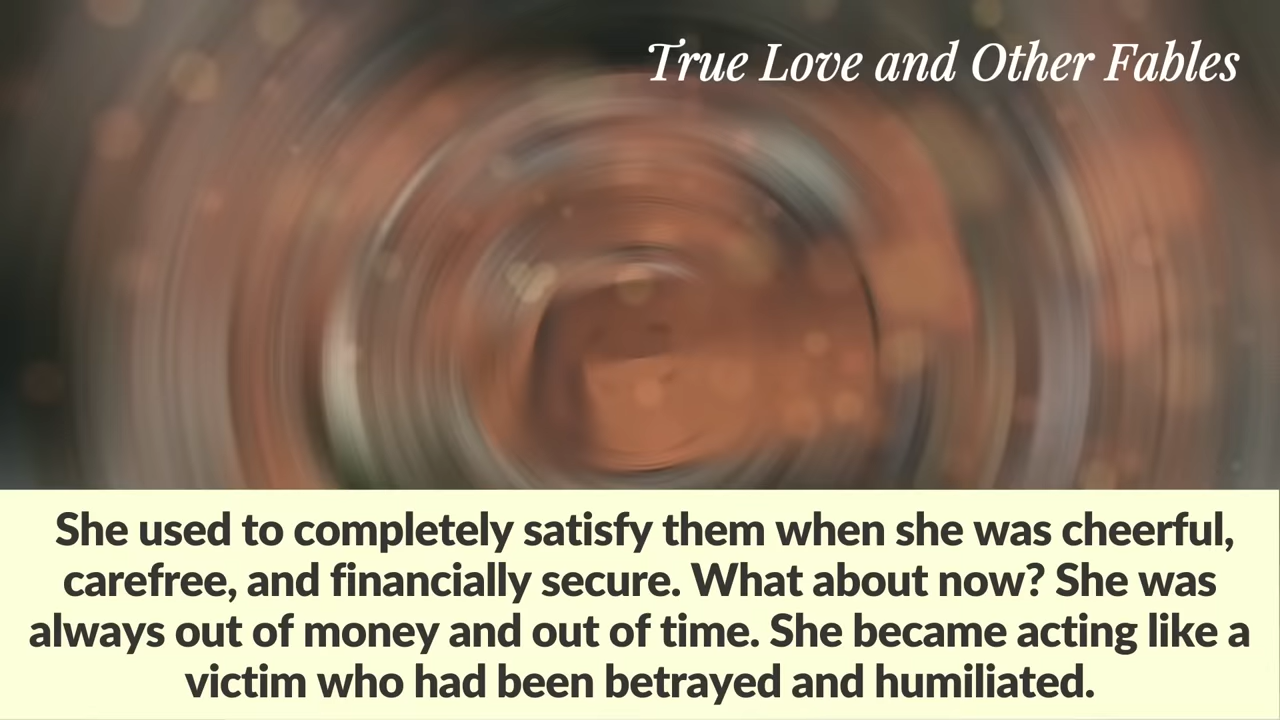 True Love and Other Fables
She used to completely satisfy them when she was cheerful,
carefree, and financially secure. What about now? She was
always out of money and out of time. She became acting like a
victim who had been betrayed and humiliated.